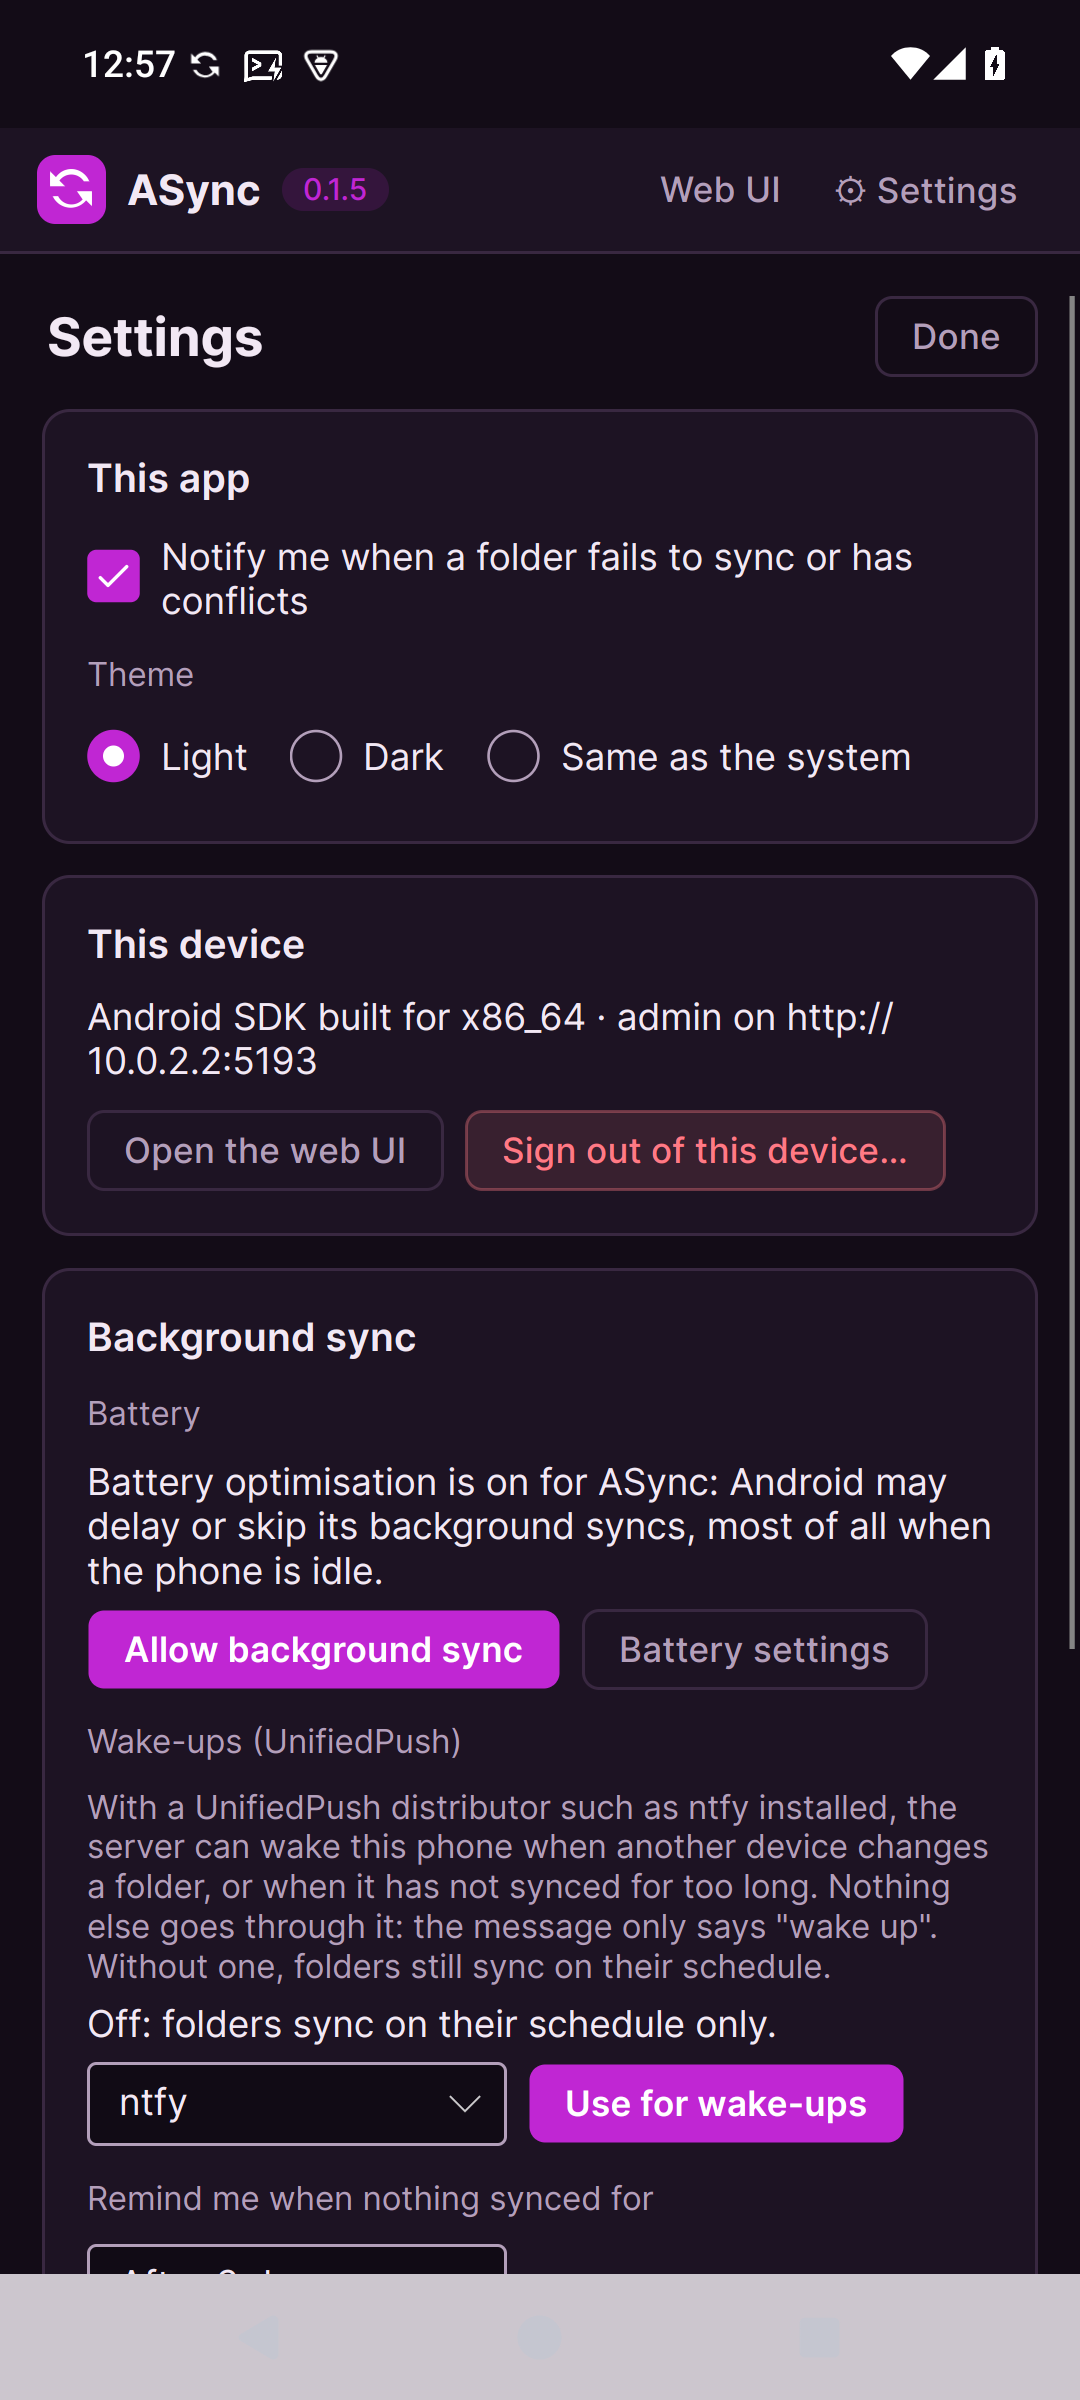 12:57
ASync 0.1.5 Web UI Settings
Settings Done
This app
Notify me when a folder fails to sync or has
conflicts
Theme
Light Dark Same as the system
This device
Android SDK built for x86_64 · admin on http://
10.0.2.2:5193
Open the web UI Sign out of this device...
Background sync
Battery
Battery optimisation is on for ASync: Android may
delay or skip its background syncs, most of all when
the phone is idle.
Allow background sync Battery settings
Wake-ups (UnifiedPush)
With a UnifiedPush distributor such as ntfy installed, the
server can wake this phone when another device changes
a folder, or when it has not synced for too long. Nothing
else goes through it: the message only says "wake up".
Without one, folders still sync on their schedule.
Off: folders sync on their schedule only.
ntfy Use for wake-ups
Remind me when nothing synced for